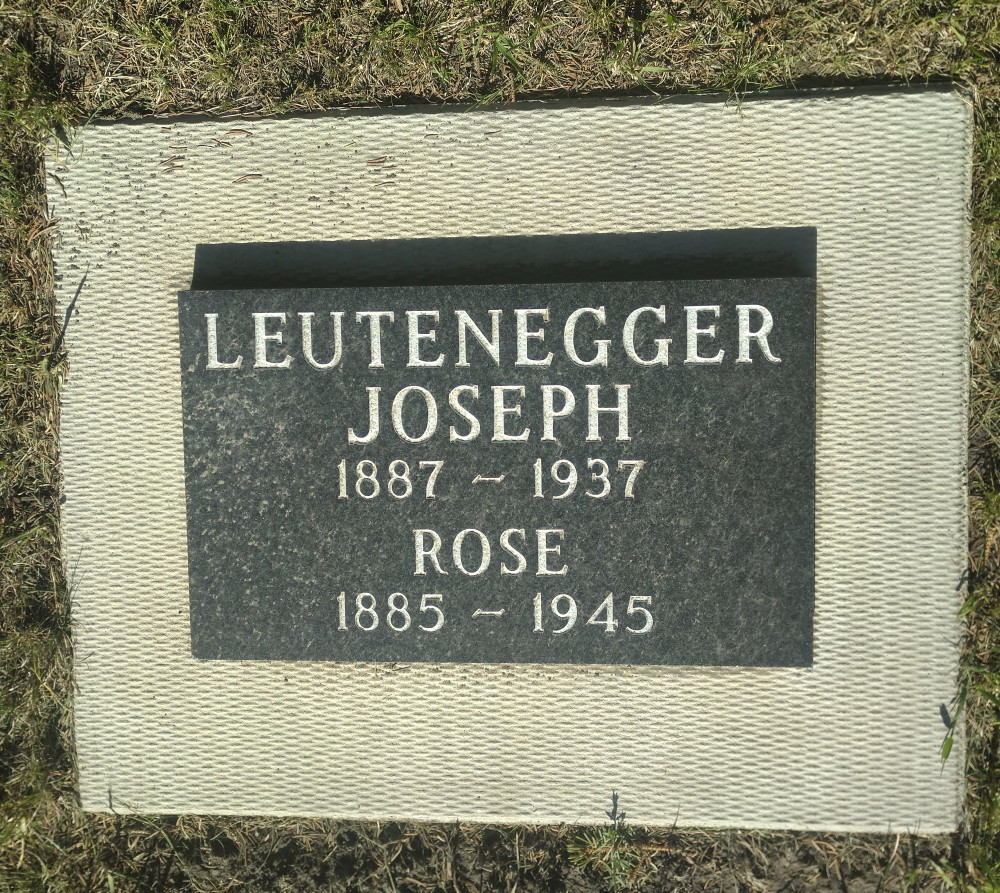 LEUTENEGGER
JOSEPH
1887 - 1937
ROSE
1885 - 1945